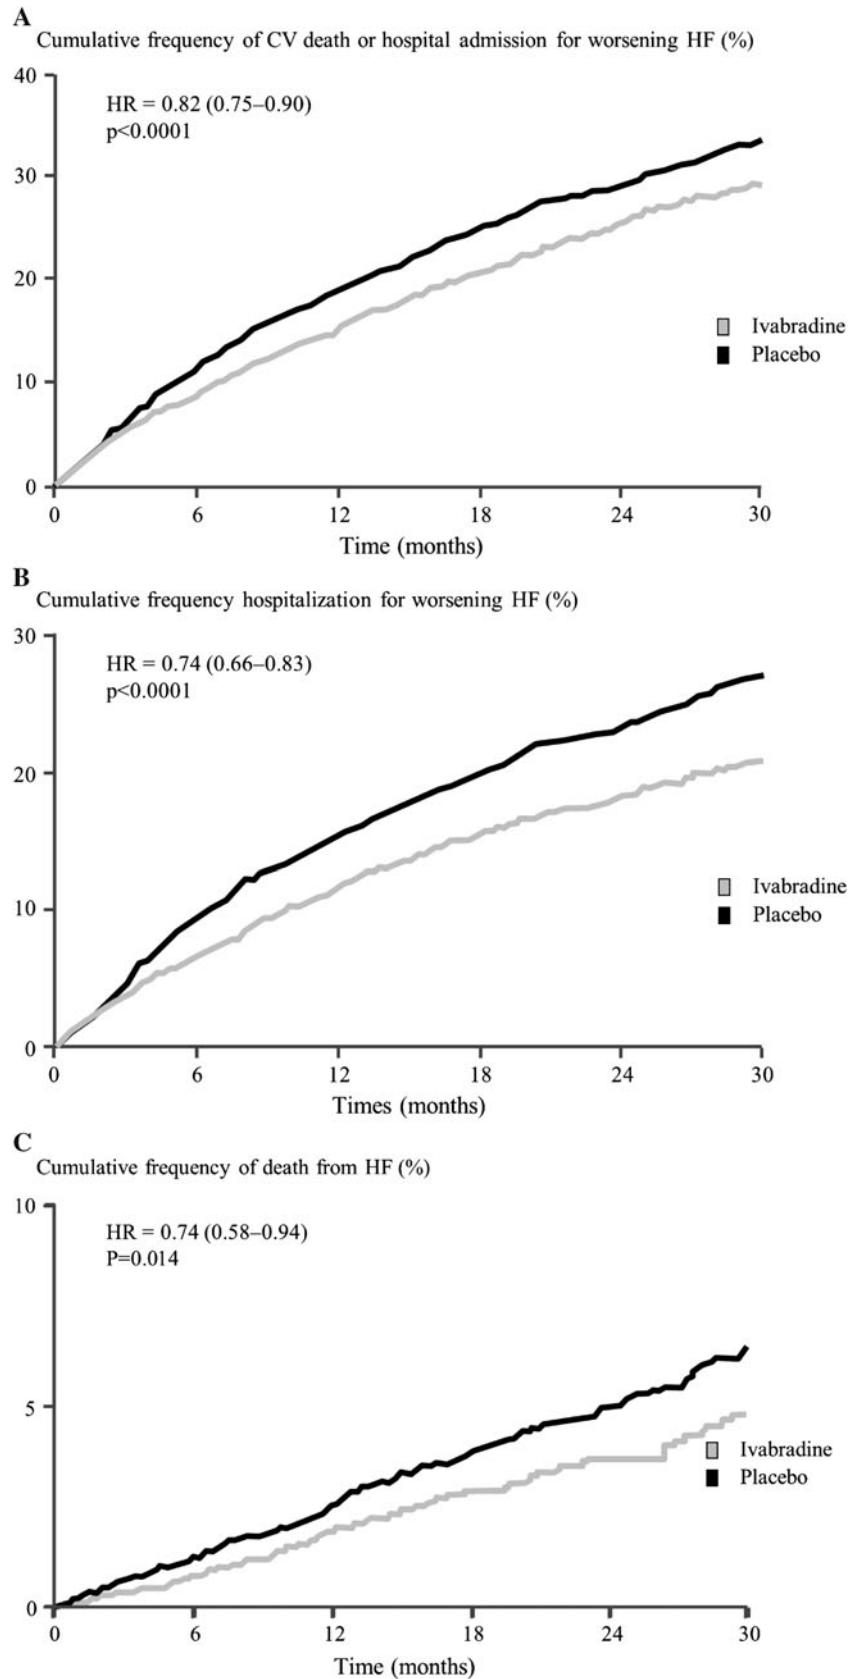 A
Cumulative frequency of CV death or hospital admission for worsening HF (%)
40
HR = 0.82 (0.75–0.90)
p<0.0001
30
20
Ivabradine
Placebo
10
0
0 6 12 18 24 30
Time (months)
B
Cumulative frequency hospitalization for worsening HF (%)
30
HR = 0.74 (0.66–0.83)
p<0.0001
20
10
Ivabradine
Placebo
0
0 6 12 18 24 30
Times (months)
C
Cumulative frequency of death from HF (%)
10
HR = 0.74 (0.58–0.94)
P=0.014
5
Ivabradine
Placebo
0
0 6 12 18 24 30
Time (months)